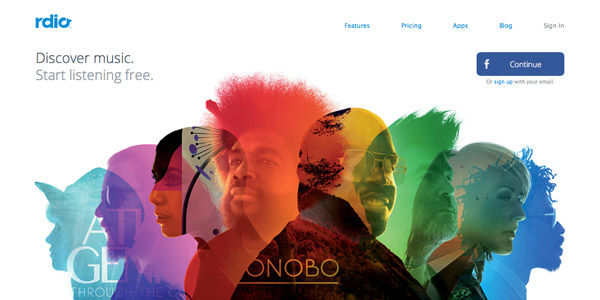 rdio
Features Pricing Apps Blog Sign In
Discover music.
Start listening free.
f Continue
Or sign up with your email.
AT
GE
THROUGH THE G
ONOBO